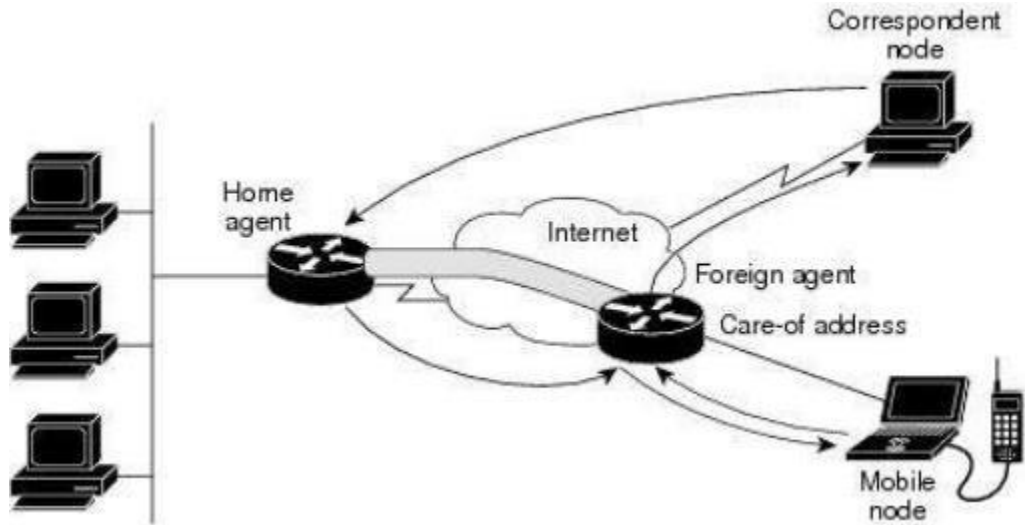 Correspondent
node
Home
agent
Internet
Foreign agent
Care-of address
Mobile
node